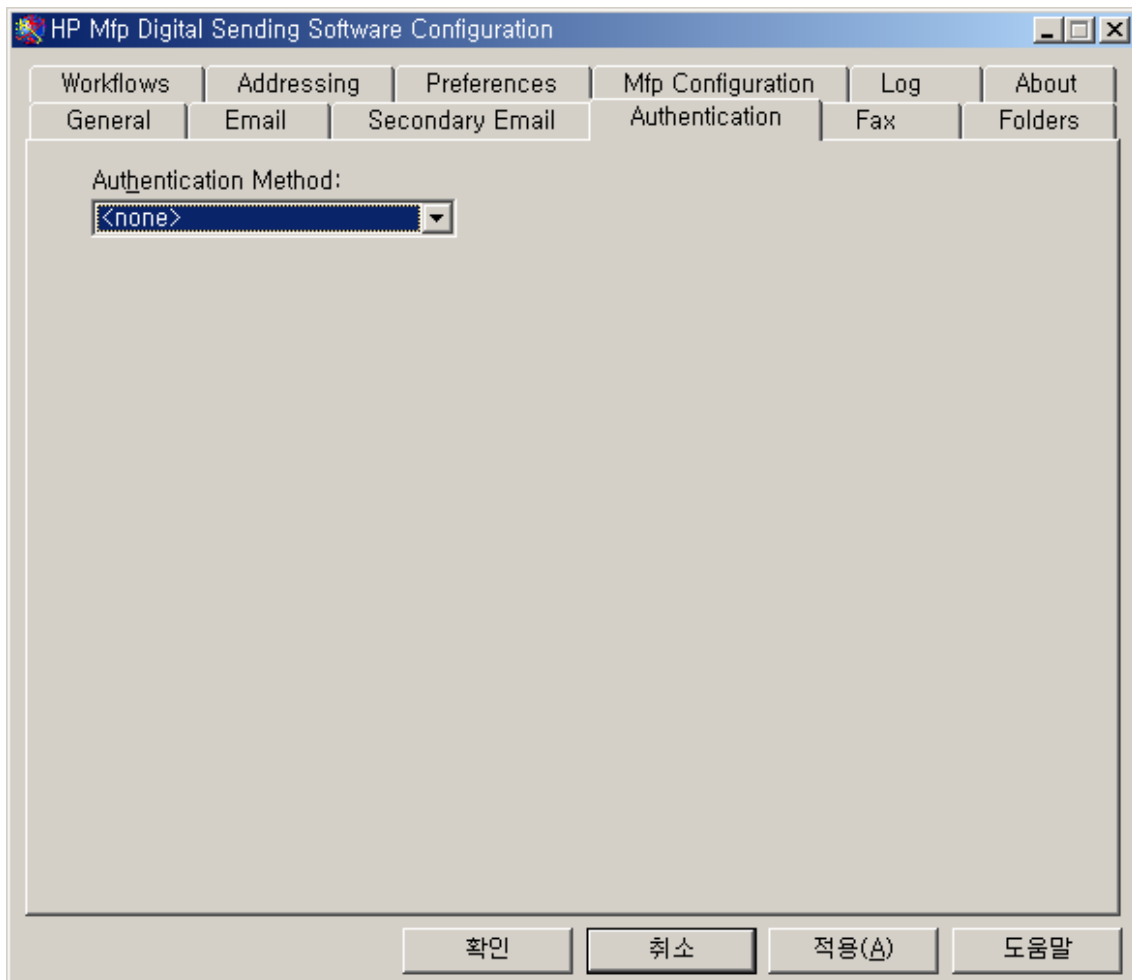 HP Mfp Digital Sending Software Configuration
Workflows Addressing Preferences Mfp Configuration Log About
General Email Secondary Email Authentication Fax Folders
Authentication Method:
<none>
확인 취소 적용(A) 도움말